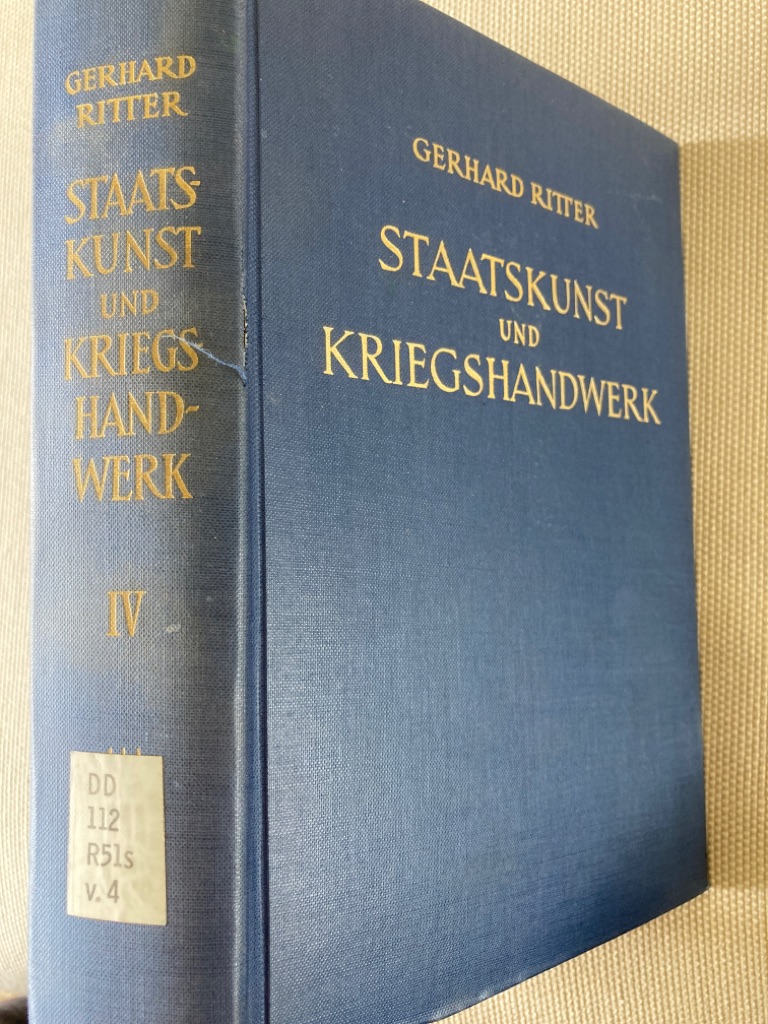 GERHARD
RITTER
STAATS-
KUNST
UND
KRIEGS
HAND-
WERK
IV
DD
112
R51s
v. 4
GERHARD RITTER
STAATSKUNST
UND
KRIEGSHANDWERK